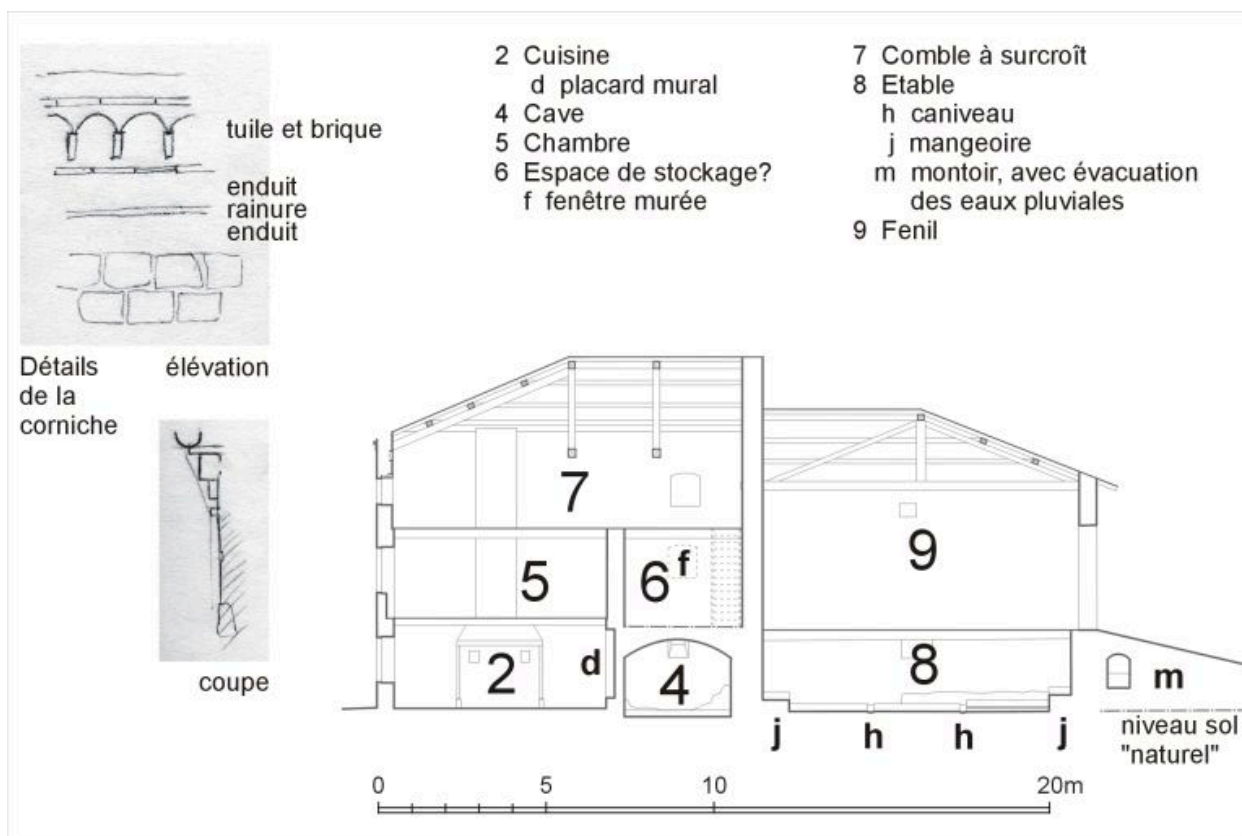 tuile et brique
enduit
rainure
enduit
Détails
de la
corniche
élévation
coupe
2 Cuisine
d placard mural
4 Cave
5 Chambre
6 Espace de stockage?
f fenêtre murée
7 Comble à surcroît
8 Etable
h caniveau
j mangeoire
m montoir, avec évacuation
des eaux pluviales
9 Fenil
7
5
6 f
9
2
d
4
8
m
j
h
h
j
niveau sol
"naturel"
0 5 10 20m